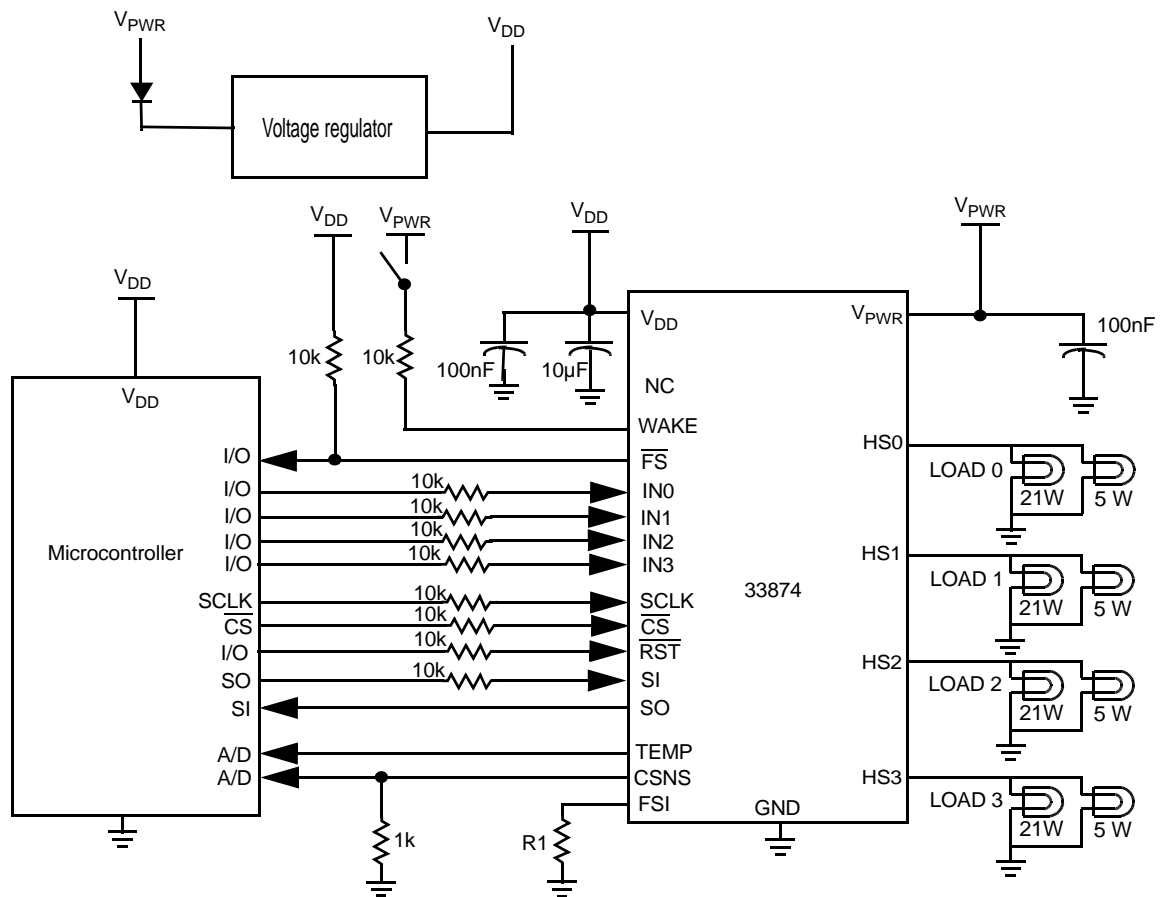 VPWR
VDD
Voltage regulator
VDD
VPWR
VDD
VPWR
VDD
10k
10k
100nF
10µF
VDD
VPWR
100nF
VDD
NC
WAKE
HS0
I/O
FS
LOAD 0
21W
5 W
I/O
10k
IN0
I/O
10k
IN1
I/O
10k
IN2
I/O
10k
IN3
Microcontroller
33874
HS1
LOAD 1
21W
5 W
SCLK
10k
SCLK
CS
10k
CS
I/O
10k
RST
SO
10k
SI
SI
SO
HS2
LOAD 2
21W
5 W
A/D
TEMP
A/D
CSNS
FSI
HS3
LOAD 3
21W
5 W
GND
1k
R1